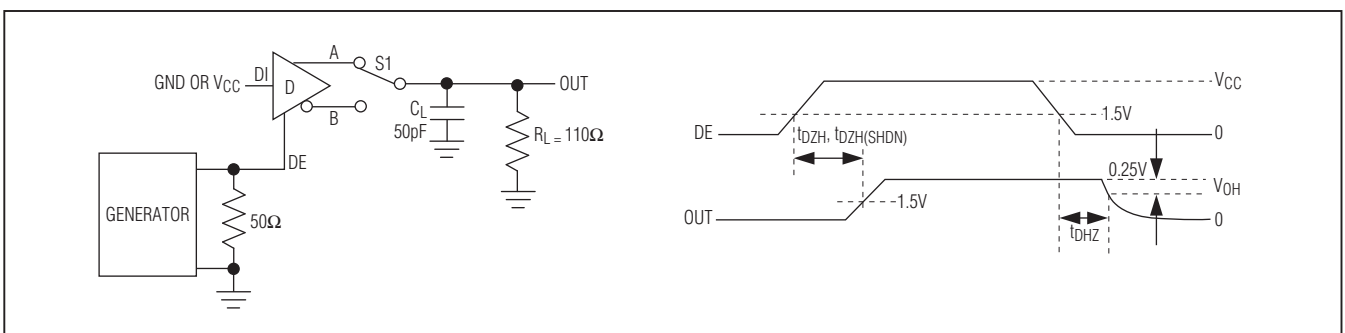 GND OR VCC
DI
D
A
S1
B
OUT
CL
50pF
RL = 110Ω
DE
GENERATOR
50Ω
VCC
1.5V
DE
0
tDZH, tDZH(SHDN)
0.25V
VOH
1.5V
OUT
0
tDHZ